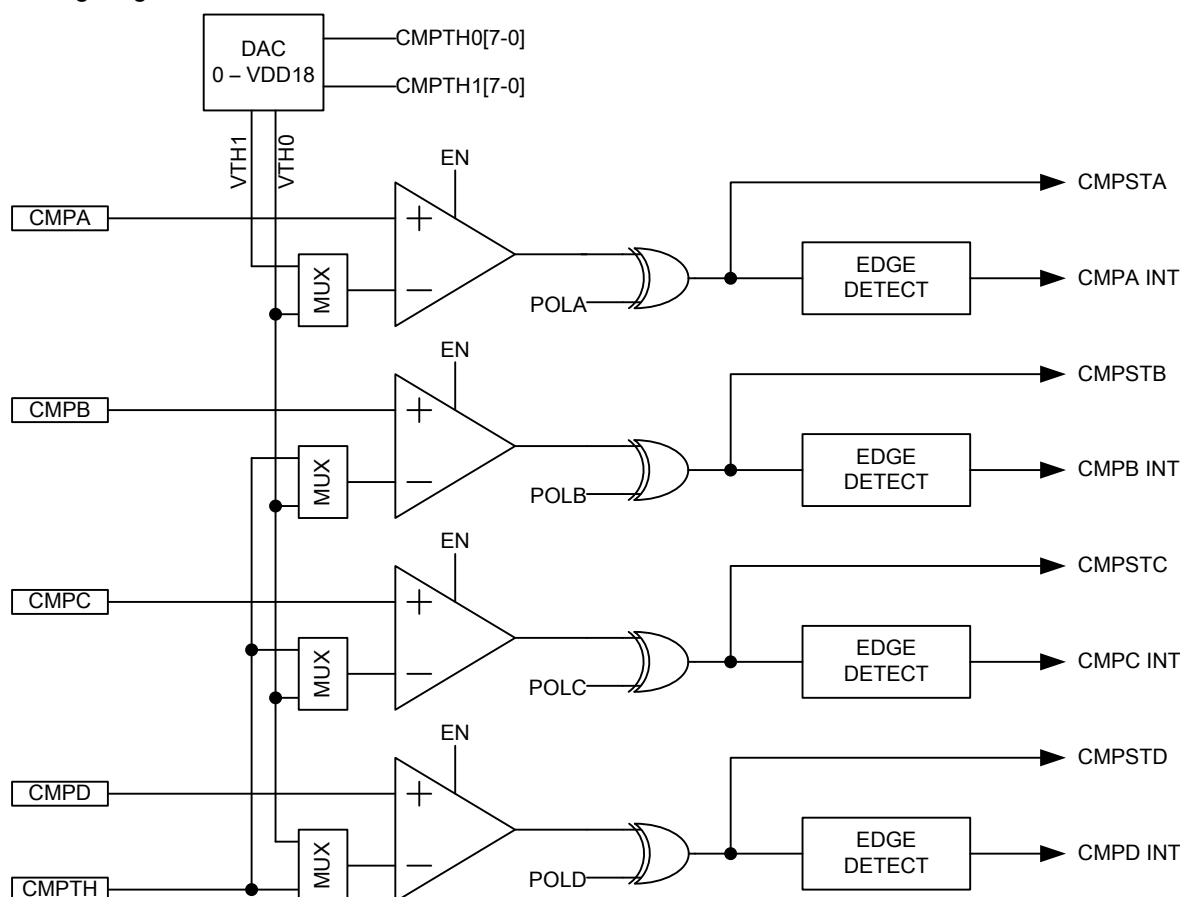 DAC
0 – VDD18
CMPTH0[7-0]
CMPTH1[7-0]
VTH1
VTH0
EN
CMPSTA
CMPA
+
EDGE
DETECT
CMPA INT
MUX
−
POLA
EN
CMPSTB
CMPB
+
EDGE
DETECT
CMPB INT
MUX
−
POLB
EN
CMPSTC
CMPC
+
EDGE
DETECT
CMPC INT
MUX
−
POLC
EN
CMPSTD
CMPD
+
EDGE
DETECT
CMPD INT
MUX
−
POLD
CMPTH